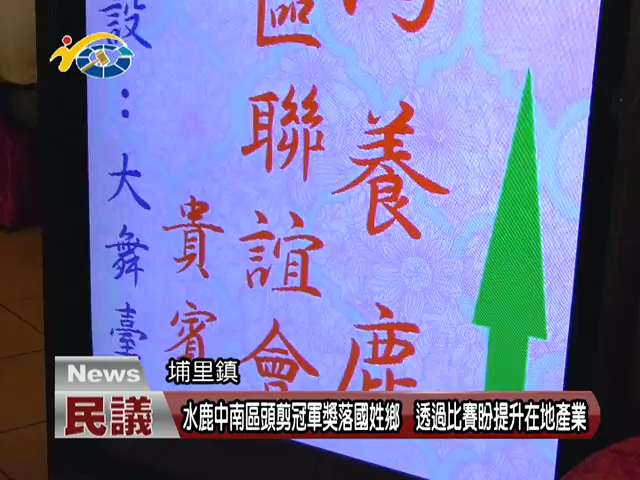 養鹿
區聯誼會
貴賓
設：大舞臺
News
民議
埔里鎮
水鹿中南區頭剪冠軍獎落國姓鄉 透過比賽盼提升在地產業